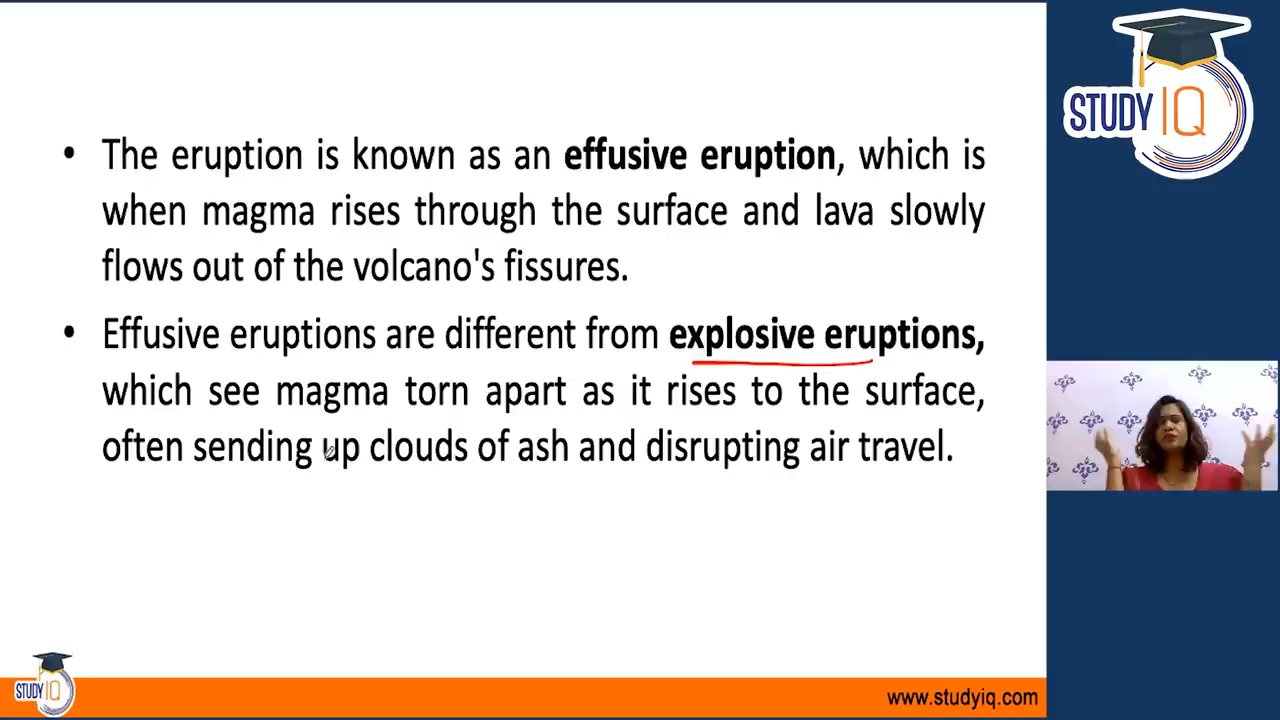 STUDY IQ
• The eruption is known as an effusive eruption, which is
when magma rises through the surface and lava slowly
flows out of the volcano's fissures.
• Effusive eruptions are different from explosive eruptions,
which see magma torn apart as it rises to the surface,
often sending up clouds of ash and disrupting air travel.
STUDY IQ
www.studyiq.com